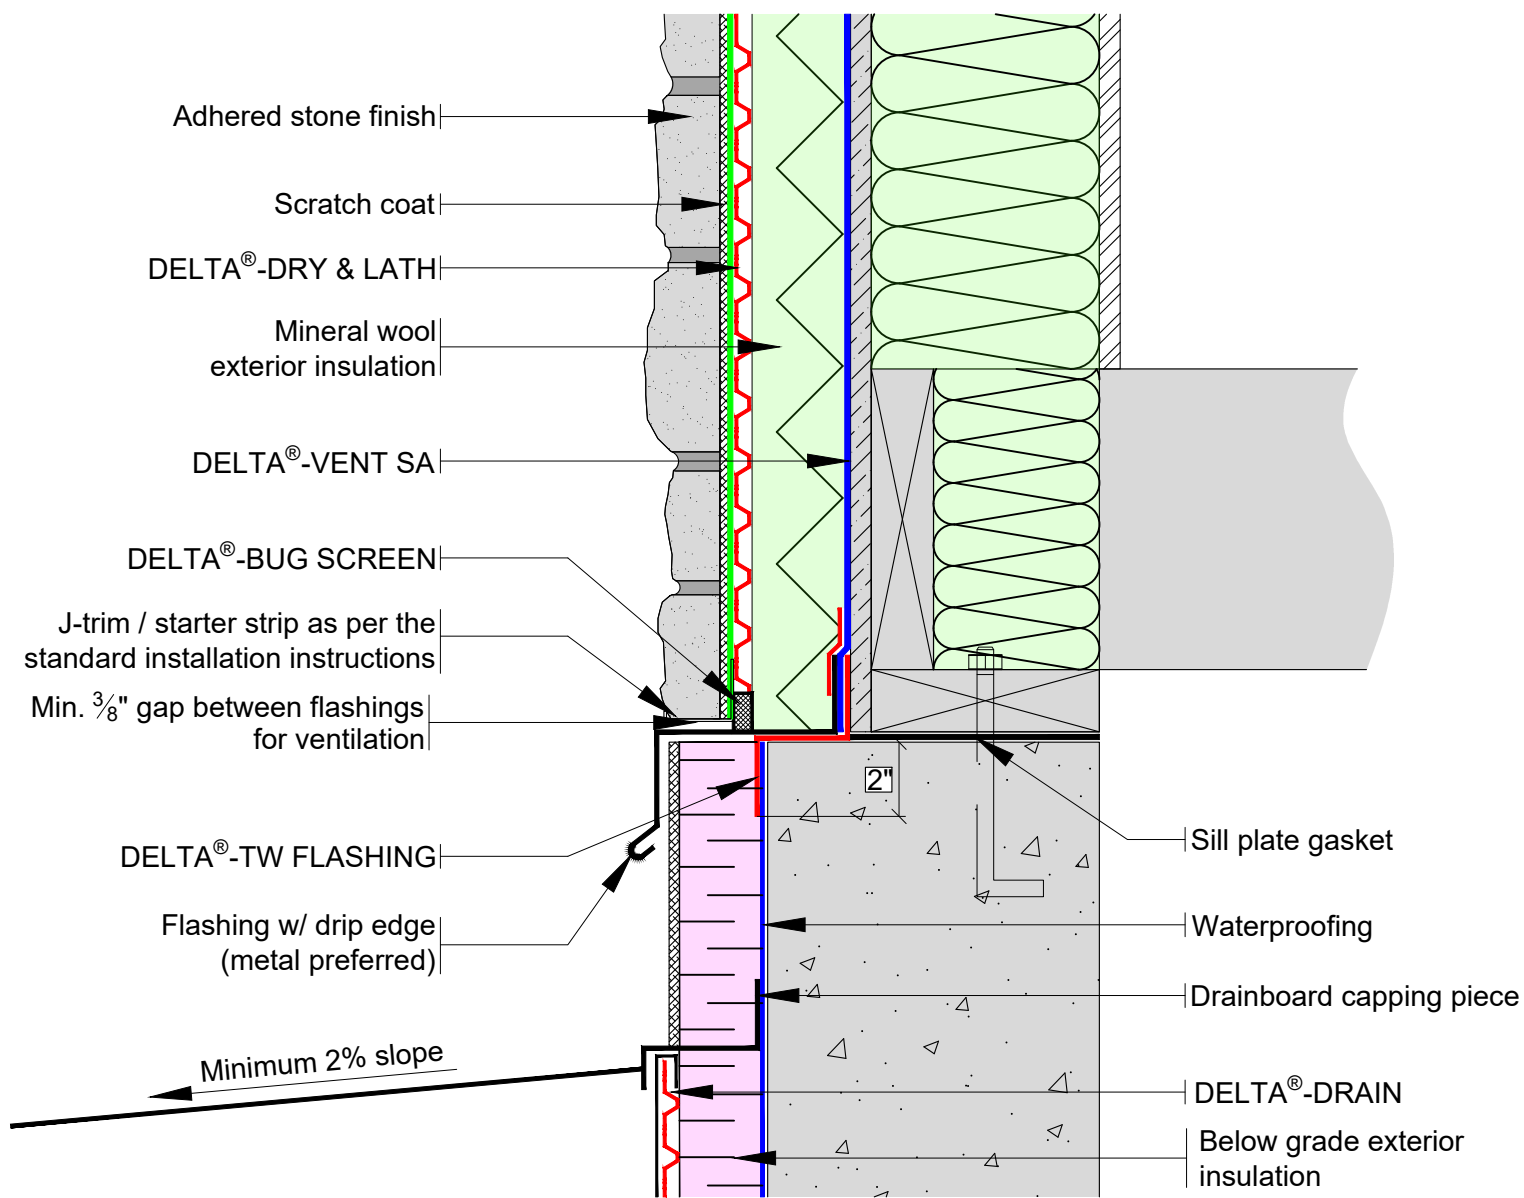 Adhered stone finish
Scratch coat
DELTA®-DRY & LATH
Mineral wool
exterior insulation
DELTA®-VENT SA
DELTA®-BUG SCREEN
J-trim / starter strip as per the
standard installation instructions
Min. ⅜" gap between flashings
for ventilation
2"
DELTA®-TW FLASHING
Flashing w/ drip edge
(metal preferred)
Minimum 2% slope
Sill plate gasket
Waterproofing
Drainboard capping piece
DELTA®-DRAIN
Below grade exterior
insulation